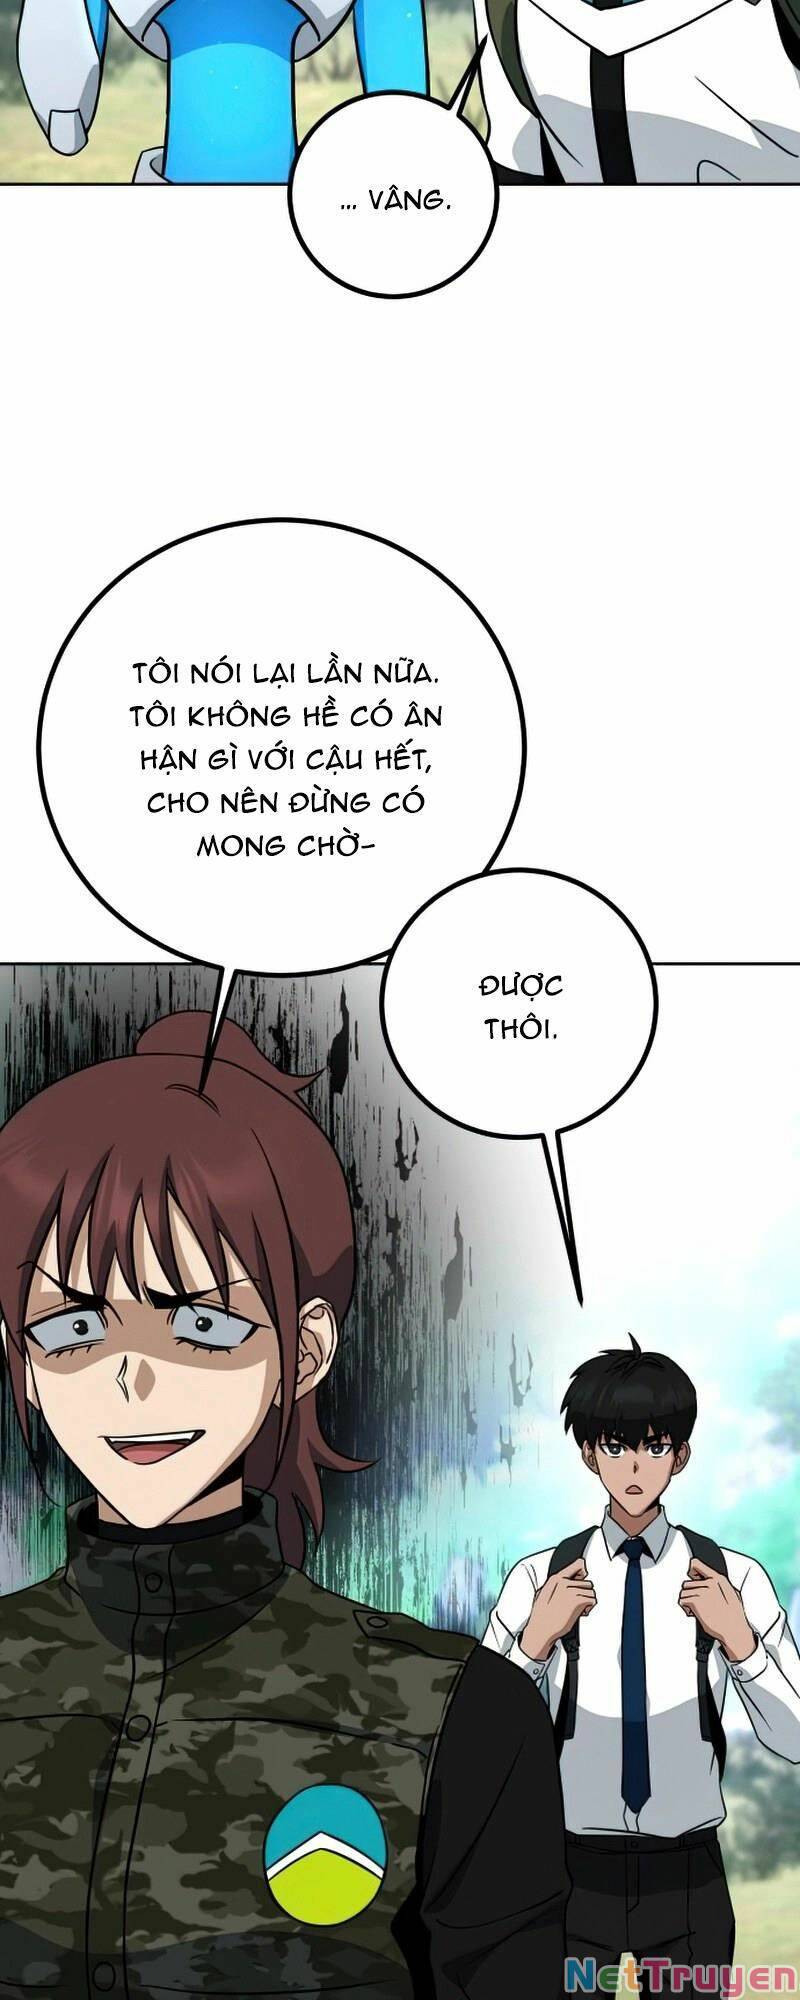 ... VÂNG.
TÔI NÓI LẠI LẦN NỮA.
TÔI KHÔNG HỀ CÓ ÂN
HẬN GÌ VỚI CẬU HẾT,
CHO NÊN ĐỪNG CÓ
MONG CHỜ-
ĐƯỢC
THÔI.
NETTRUYEN